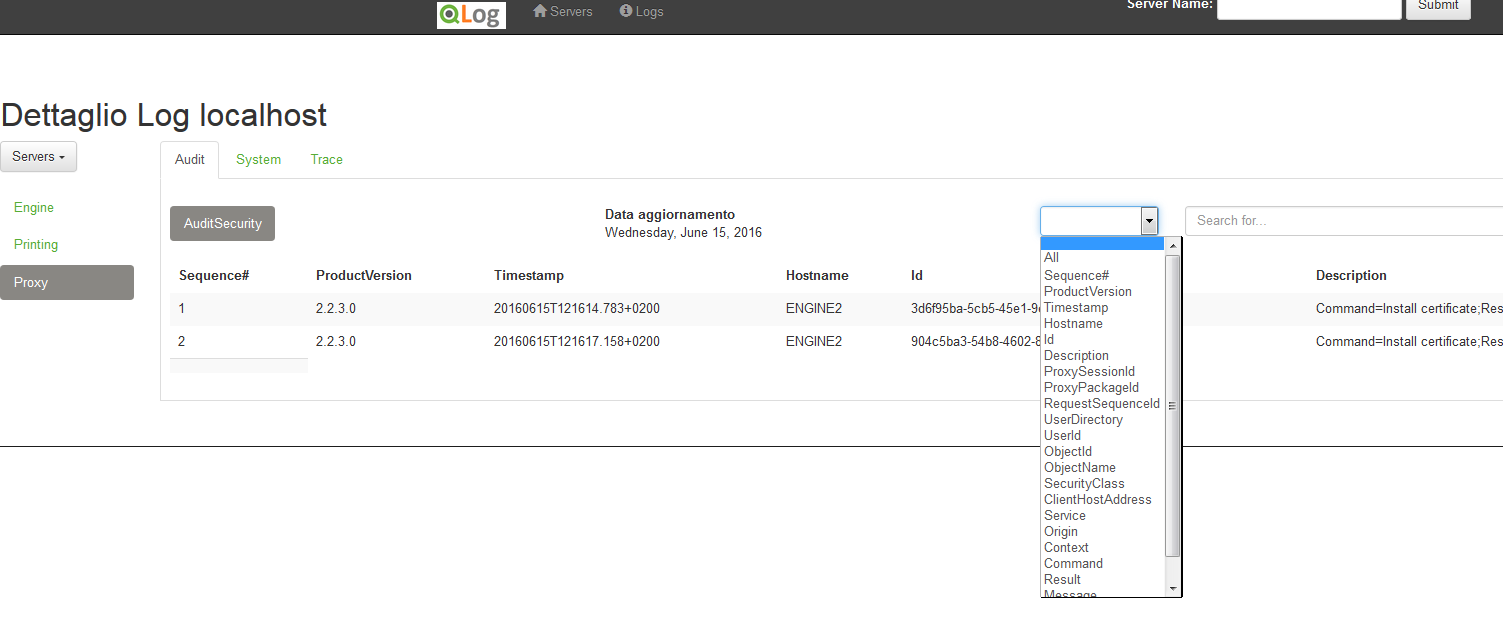 QLog Servers Logs Server Name: Submit
Dettaglio Log localhost
Servers
Audit System Trace
Engine
Printing
Proxy
AuditSecurity
Data aggiornamento
Wednesday, June 15, 2016
Search for...
Sequence# ProductVersion Timestamp Hostname Id Description
1 2.2.3.0 20160615T121614.783+0200 ENGINE2 3d6f95ba-5cb5-45e1-9 Command=Install certificate;Res
2 2.2.3.0 20160615T121617.158+0200 ENGINE2 904c5ba3-54b8-4602-8 Command=Install certificate;Res
All
Sequence#
ProductVersion
Timestamp
Hostname
Id
Description
ProxySessionId
ProxyPackageId
RequestSequenceId
UserDirectory
UserId
ObjectId
ObjectName
SecurityClass
ClientHostAddress
Service
Origin
Context
Command
Result
Message